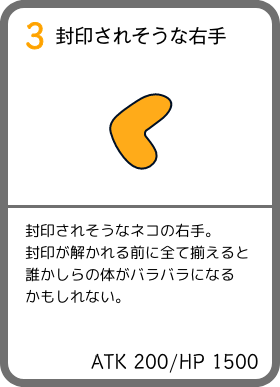 3 封印されそうな右手
封印されそうなネコの右手。
封印が解かれる前に全て揃えると
誰かしらの体がバラバラになる
かもしれない。
ATK 200/HP 1500